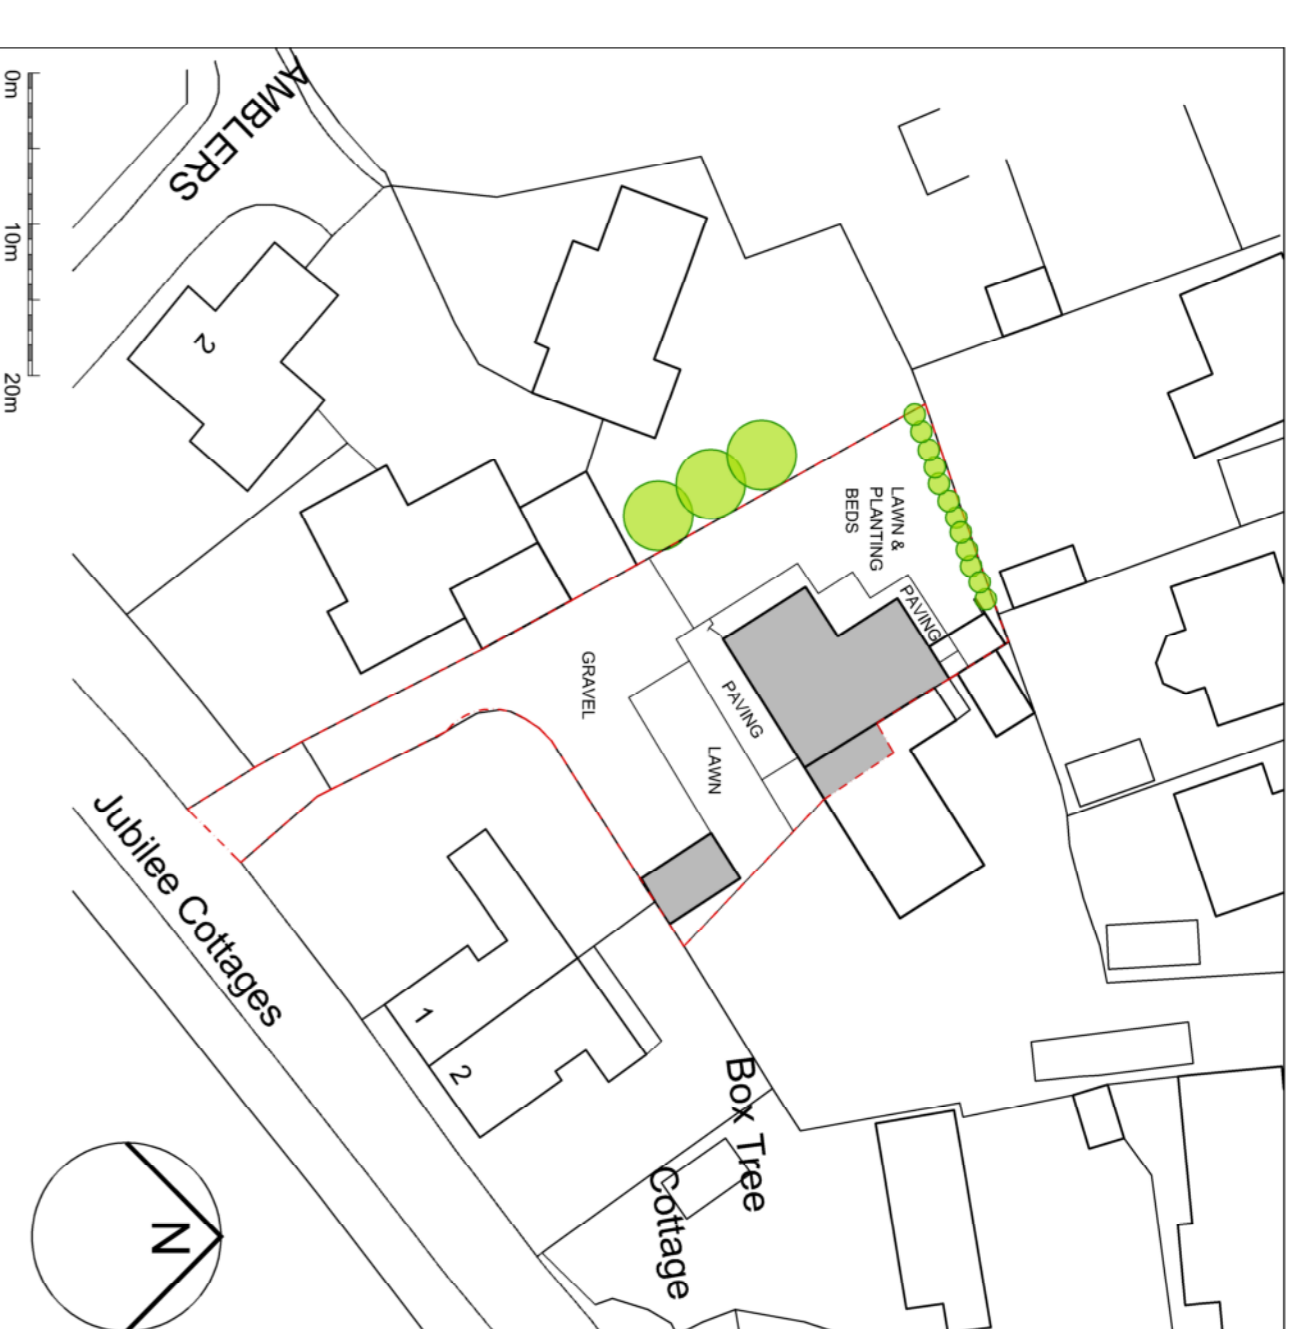 AMBLERS
0m
10m
20m
2
LAWN &
PLANTING
BEDS
PAVING
GRAVEL
PAVING
LAWN
Jubilee Cottages
1
2
Box Tree
Cottage
N